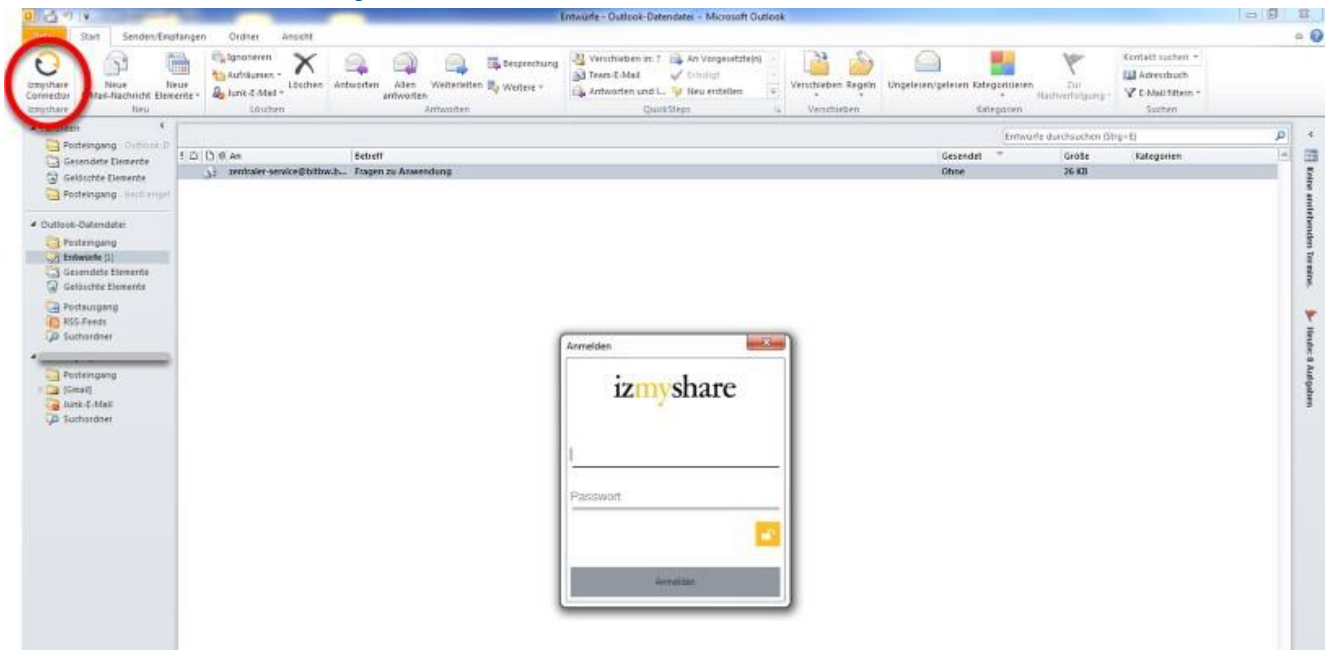 Entwürfe - Outlook-Datendatei - Microsoft Outlook
Start Senden/Empfangen Ordner Ansicht
izmyshare Connector
izmyshare
Neue E-Mail-Nachricht
Neue Elemente
Neu
Ignorieren
Aufräumen
Junk-E-Mail
Löschen
Löschen
Antworten
Allen antworten
Weiterleiten
Besprechung
Weitere
Antworten
Verschieben in: ?
Team-E-Mail
Antworten und L...
An Vorgesetzte(n)
Erledigt
Neu erstellen
QuickSteps
Verschieben
Regeln
Verschieben
Ungelesen/gelesen
Kategorisieren
Zur Nachverfolgung
Kategorien
Kontakt suchen
Adressbuch
E-Mail filtern
Suchen
Posteingang - Outlook-D
Gesendete Elemente
Gelöschte Elemente
Posteingang
Outlook-Datendatei
Posteingang
Entwürfe [1]
Gesendete Elemente
Gelöschte Elemente
Postausgang
RSS-Feeds
Suchordner
Posteingang
[Gmail]
Junk-E-Mail
Suchordner
Entwürfe durchsuchen (Strg+E)
An Betreff Gesendet Größe Kategorien
zentraler-service@bitbw.b... Fragen zu Anwendung Ohne 26 KB
Anmelden
izmyshare
Passwort
Anmelden
Keine anstehenden Termine.
Heute: 0 Aufgaben